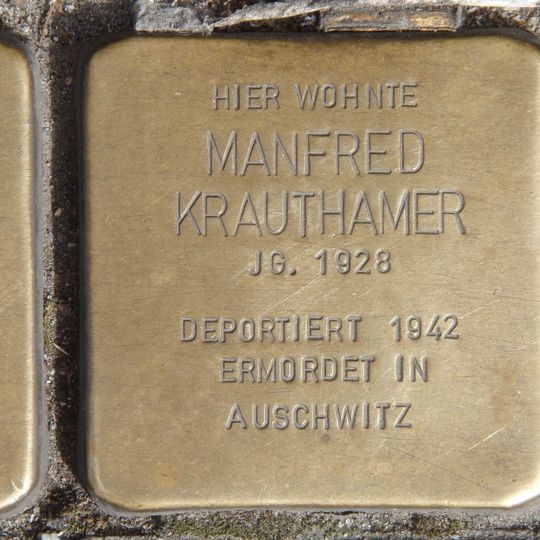 HIER WOHNTE
MANFRED
KRAUTHAMER
JG. 1928
DEPORTIERT 1942
ERMORDET IN
AUSCHWITZ